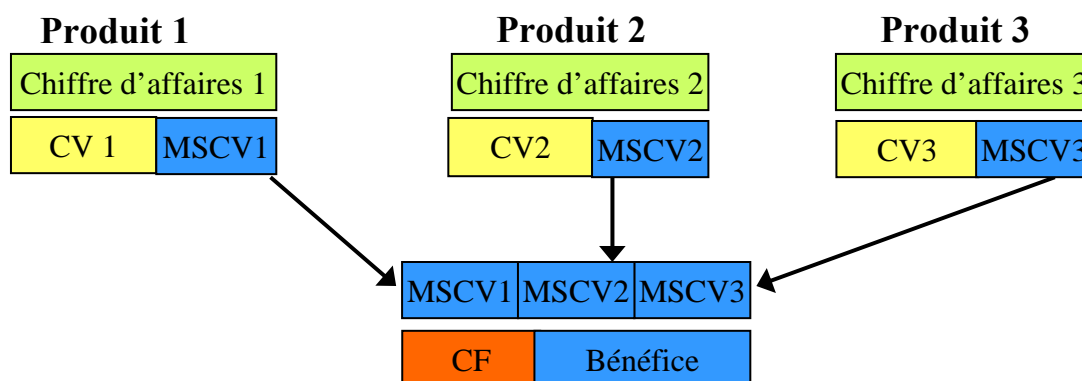 Produit 1 Produit 2 Produit 3
Chiffre d'affaires 1 Chiffre d'affaires 2 Chiffre d'affaires 3
CV 1 MSCV1 CV2 MSCV2 CV3 MSCV3
MSCV1 MSCV2 MSCV3
CF Bénéfice